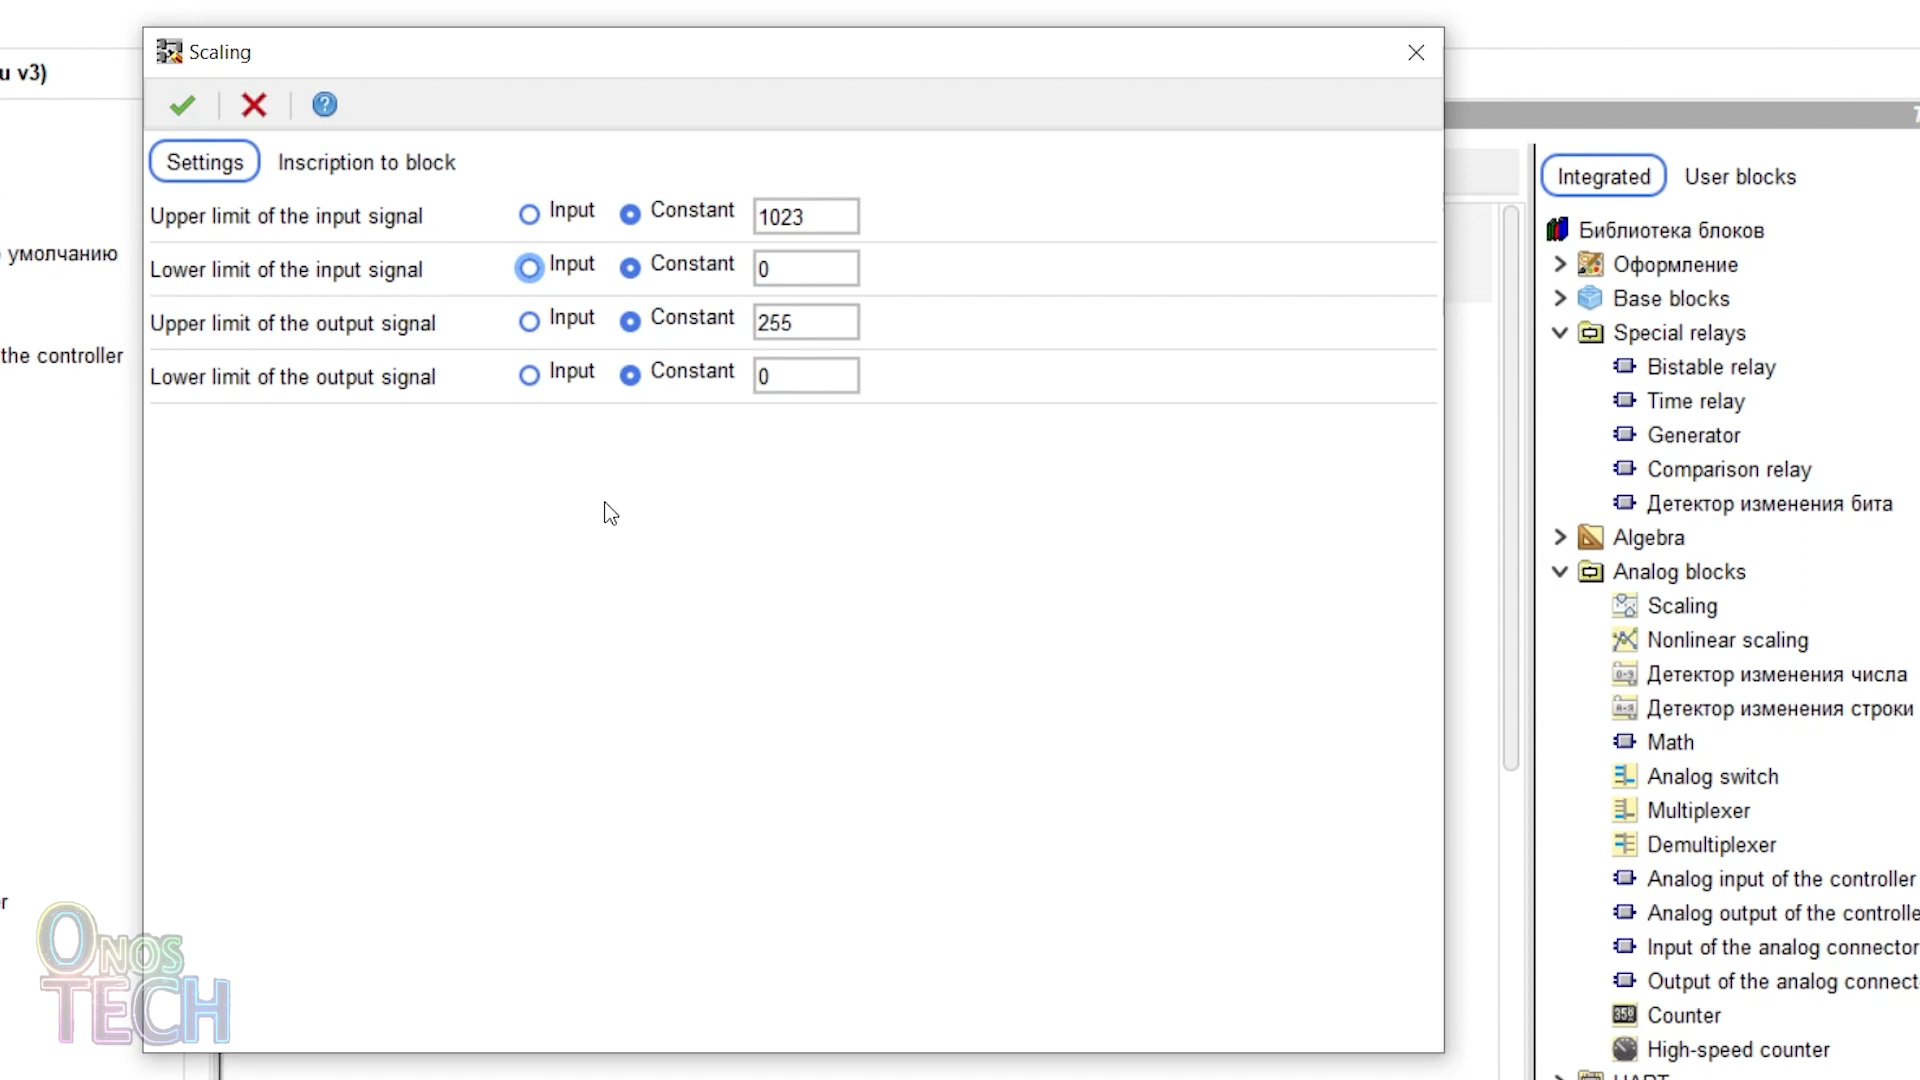 Scaling
u v3)
Settings
Inscription to block
Upper limit of the input signal
Input
Constant
1023
Lower limit of the input signal
Input
Constant
0
Upper limit of the output signal
Input
Constant
255
Lower limit of the output signal
Input
Constant
0
умолчанию
the controller
r
Integrated
User blocks
Библиотека блоков
Оформление
Base blocks
Special relays
Bistable relay
Time relay
Generator
Comparison relay
Детектор изменения бита
Algebra
Analog blocks
Scaling
Nonlinear scaling
Детектор изменения числа
Детектор изменения строки
Math
Analog switch
Multiplexer
Demultiplexer
Analog input of the controller
Analog output of the controlle
Input of the analog connector
Output of the analog connect
Counter
High-speed counter
ONOS
TECH